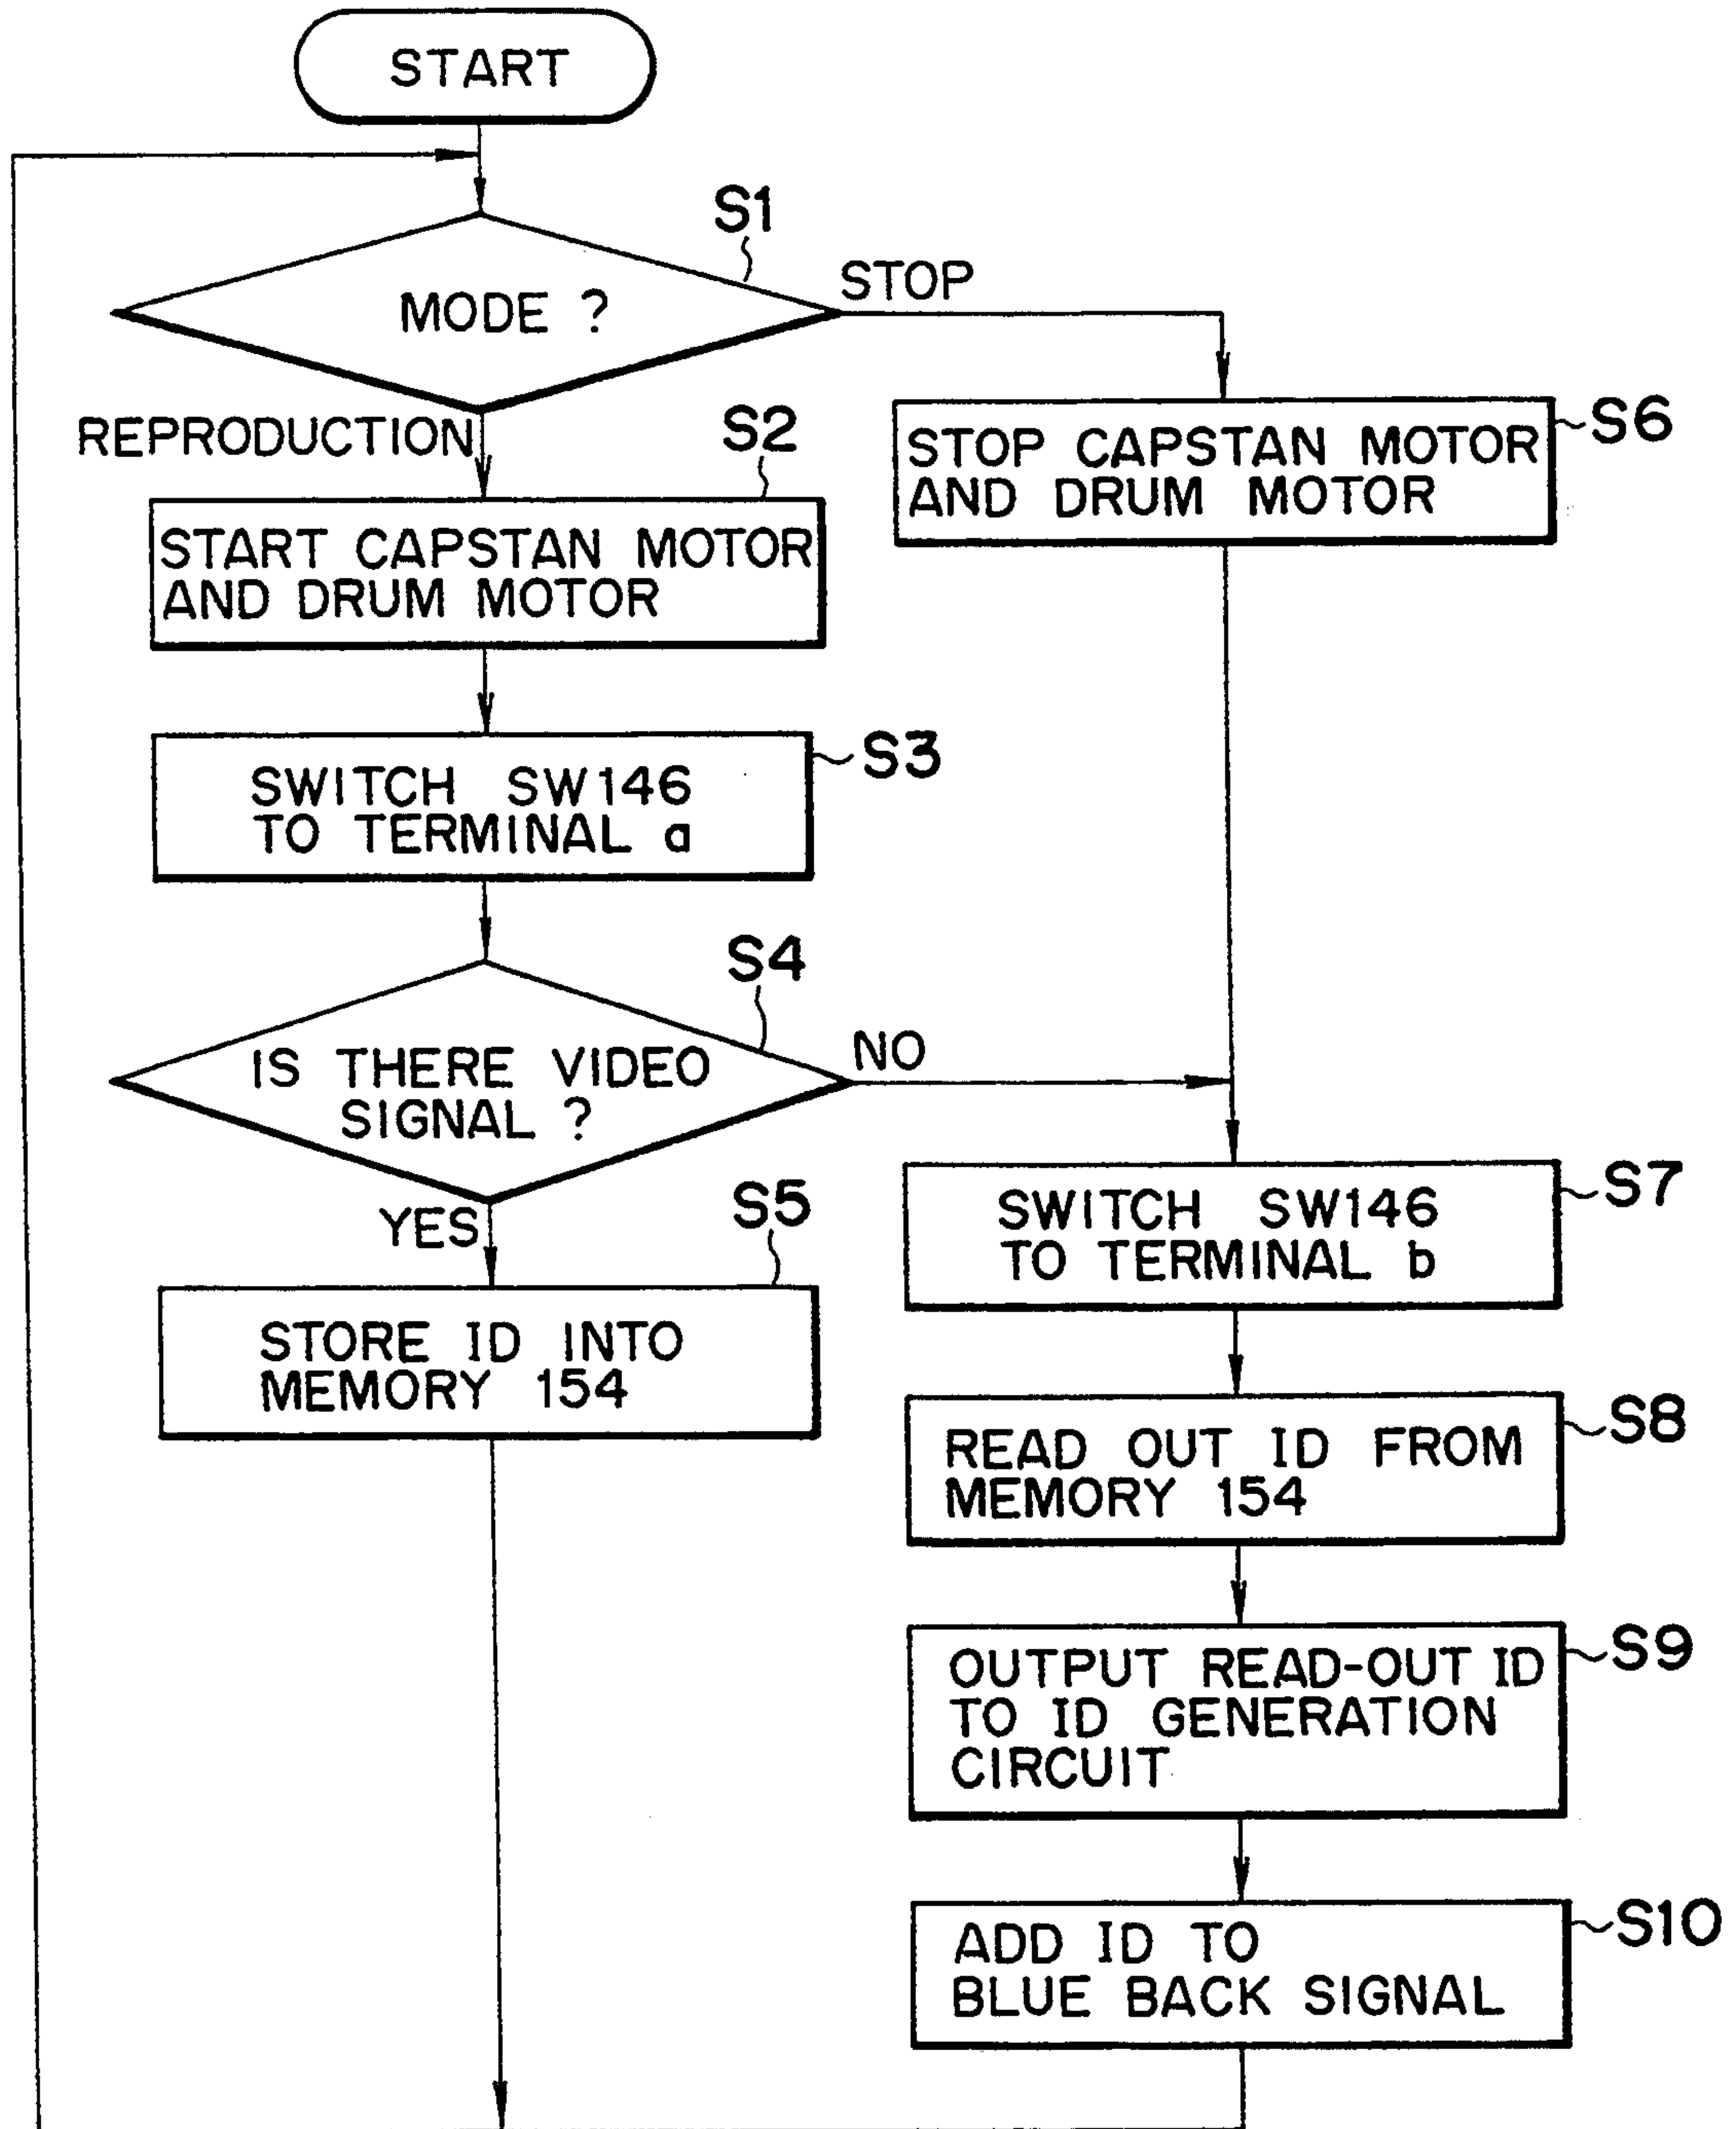 START
S1
MODE ?
STOP
REPRODUCTION
S2
START CAPSTAN MOTOR
AND DRUM MOTOR
S6
STOP CAPSTAN MOTOR
AND DRUM MOTOR
S3
SWITCH SW146
TO TERMINAL a
S4
IS THERE VIDEO
SIGNAL ?
NO
YES
S5
STORE ID INTO
MEMORY 154
S7
SWITCH SW146
TO TERMINAL b
S8
READ OUT ID FROM
MEMORY 154
S9
OUTPUT READ-OUT ID
TO ID GENERATION
CIRCUIT
S10
ADD ID TO
BLUE BACK SIGNAL